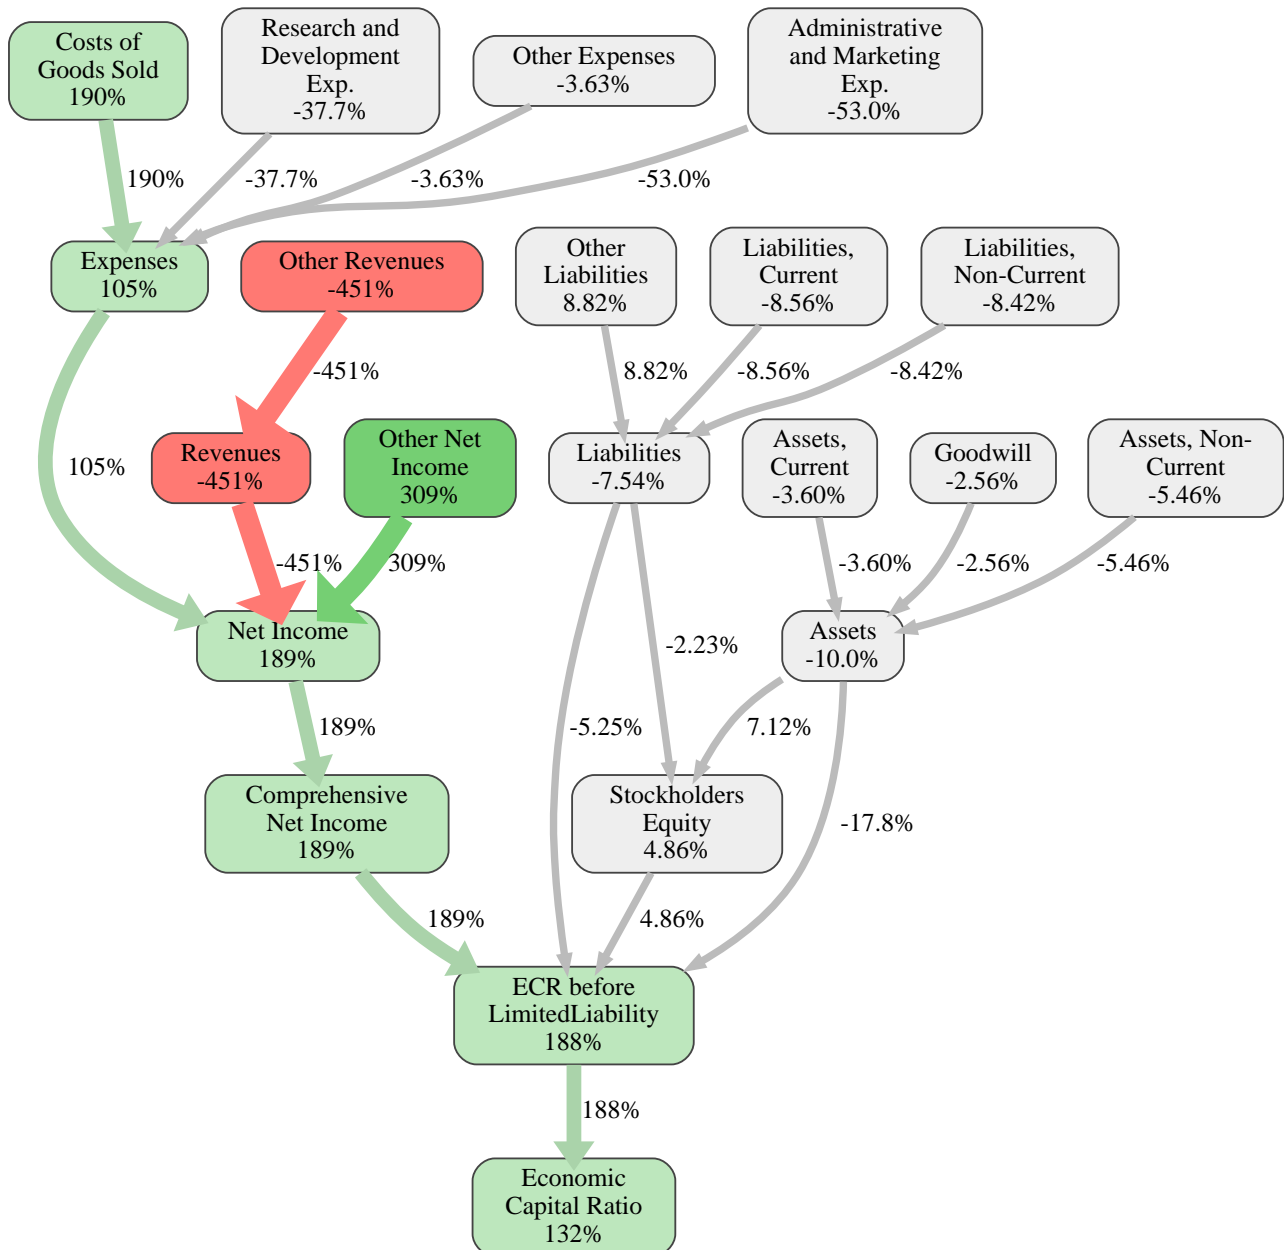 Costs of
Goods Sold
190%
Research and
Development
Exp.
-37.7%
Other Expenses
-3.63%
Administrative
and Marketing
Exp.
-53.0%
190%
-37.7%
-3.63%
-53.0%
Expenses
105%
Other Revenues
-451%
Other
Liabilities
8.82%
Liabilities,
Current
-8.56%
Liabilities,
Non-Current
-8.42%
-451%
8.82%
-8.56%
-8.42%
105%
Revenues
-451%
Other Net
Income
309%
Liabilities
-7.54%
Assets,
Current
-3.60%
Goodwill
-2.56%
Assets, Non-
Current
-5.46%
-451%
309%
-3.60%
-2.56%
-5.46%
Net Income
189%
-2.23%
Assets
-10.0%
189%
-5.25%
7.12%
Comprehensive
Net Income
189%
Stockholders
Equity
4.86%
-17.8%
189%
4.86%
ECR before
LimitedLiability
188%
188%
Economic
Capital Ratio
132%